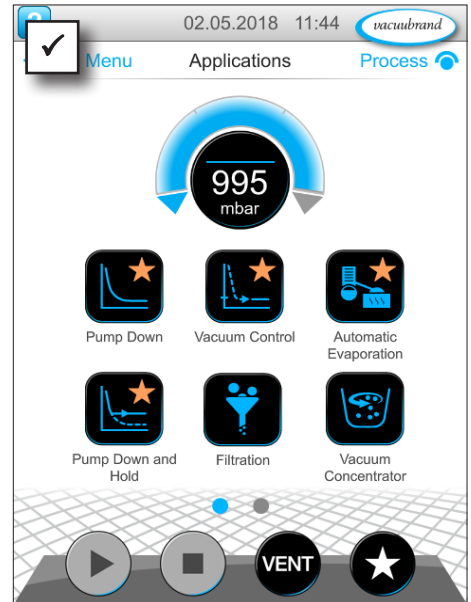 02.05.2018 11:44 vacuubrand
Menu Applications Process
995
mbar
Pump Down Vacuum Control Automatic
Evaporation
Pump Down and
Hold Filtration Vacuum
Concentrator
VENT